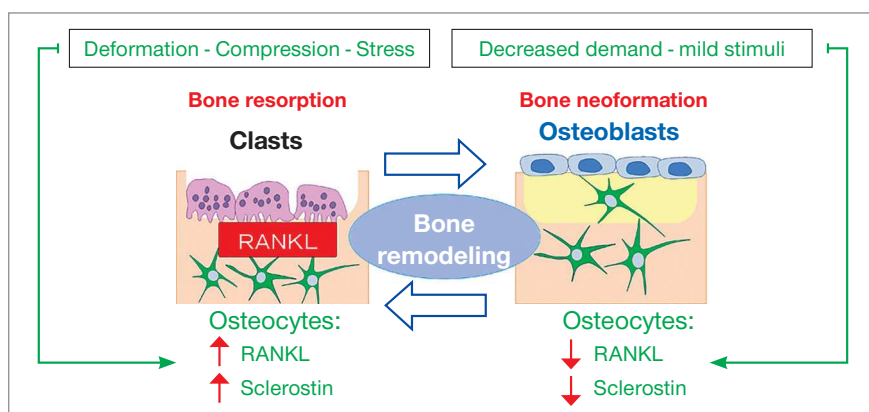 Deformation - Compression - Stress
Decreased demand - mild stimuli
Bone resorption
Clasts
Bone neoformation
Osteoblasts
RANKL
Bone
remodeling
Osteocytes:
RANKL
Sclerostin
Osteocytes:
RANKL
Sclerostin